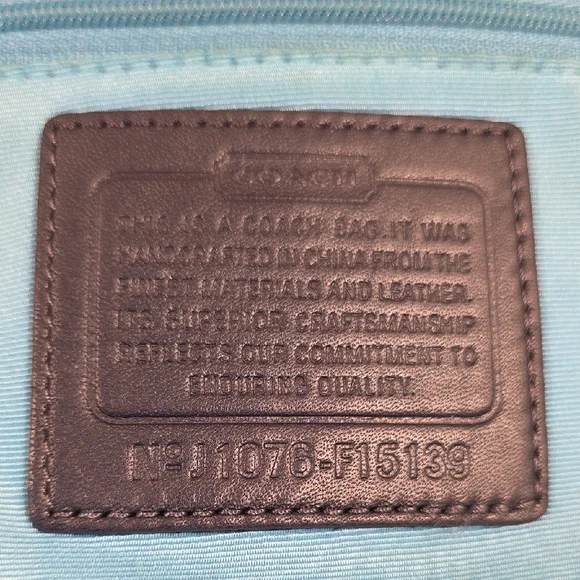 COACH
THIS IS A COACH BAG. IT WAS
HANDCRAFTED IN CHINA FROM THE
FINEST MATERIALS AND LEATHER.
ITS SUPERIOR CRAFTSMANSHIP
REFLECTS OUR COMMITMENT TO
ENDURING QUALITY.
Nº J1076-F15139